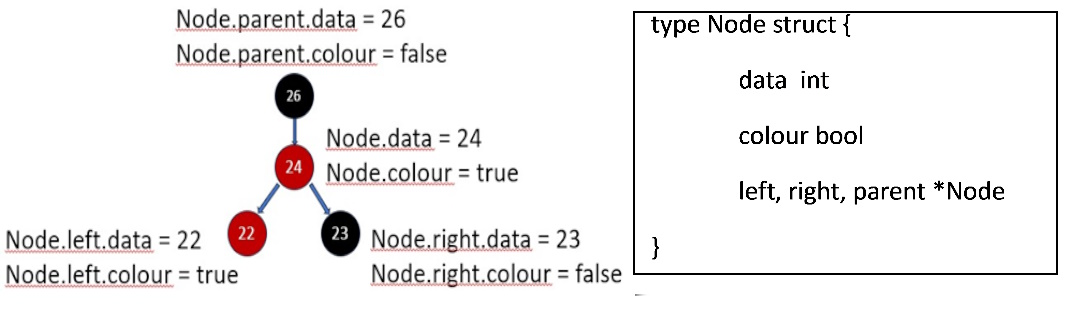 Node.parent.data = 26
Node.parent.colour = false
26
Node.data = 24
24
Node.colour = true
Node.left.data = 22
22
23
Node.right.data = 23
Node.left.colour = true
Node.right.colour = false
type Node struct {
data int
colour bool
left, right, parent *Node
}